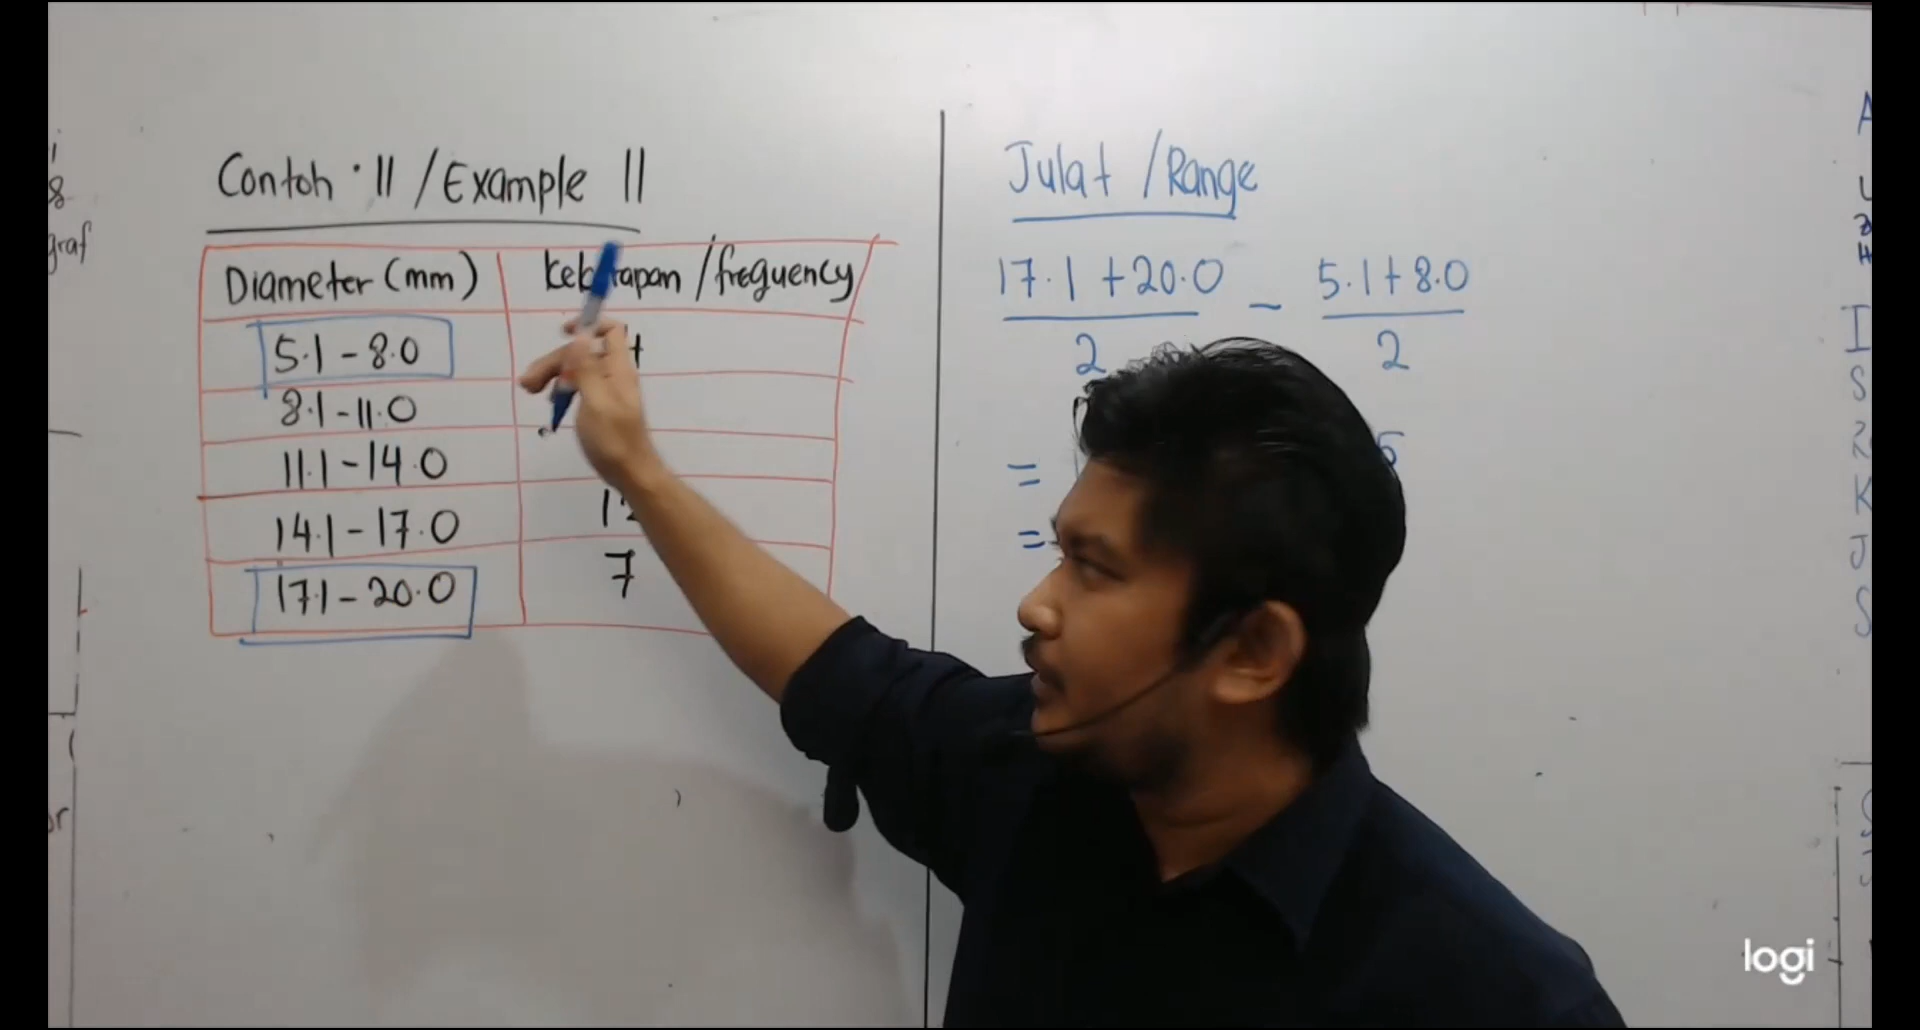 Contoh · 11 / Example 11
Diameter (mm)
/ frequency
5.1 - 8.0
8.1 - 11.0
11.1 - 14.0
14.1 - 17.0
17.1 - 20.0
7
Julat / Range
17.1 + 20.0 - 5.1 + 8.0
2 2
=
=
graf
logi